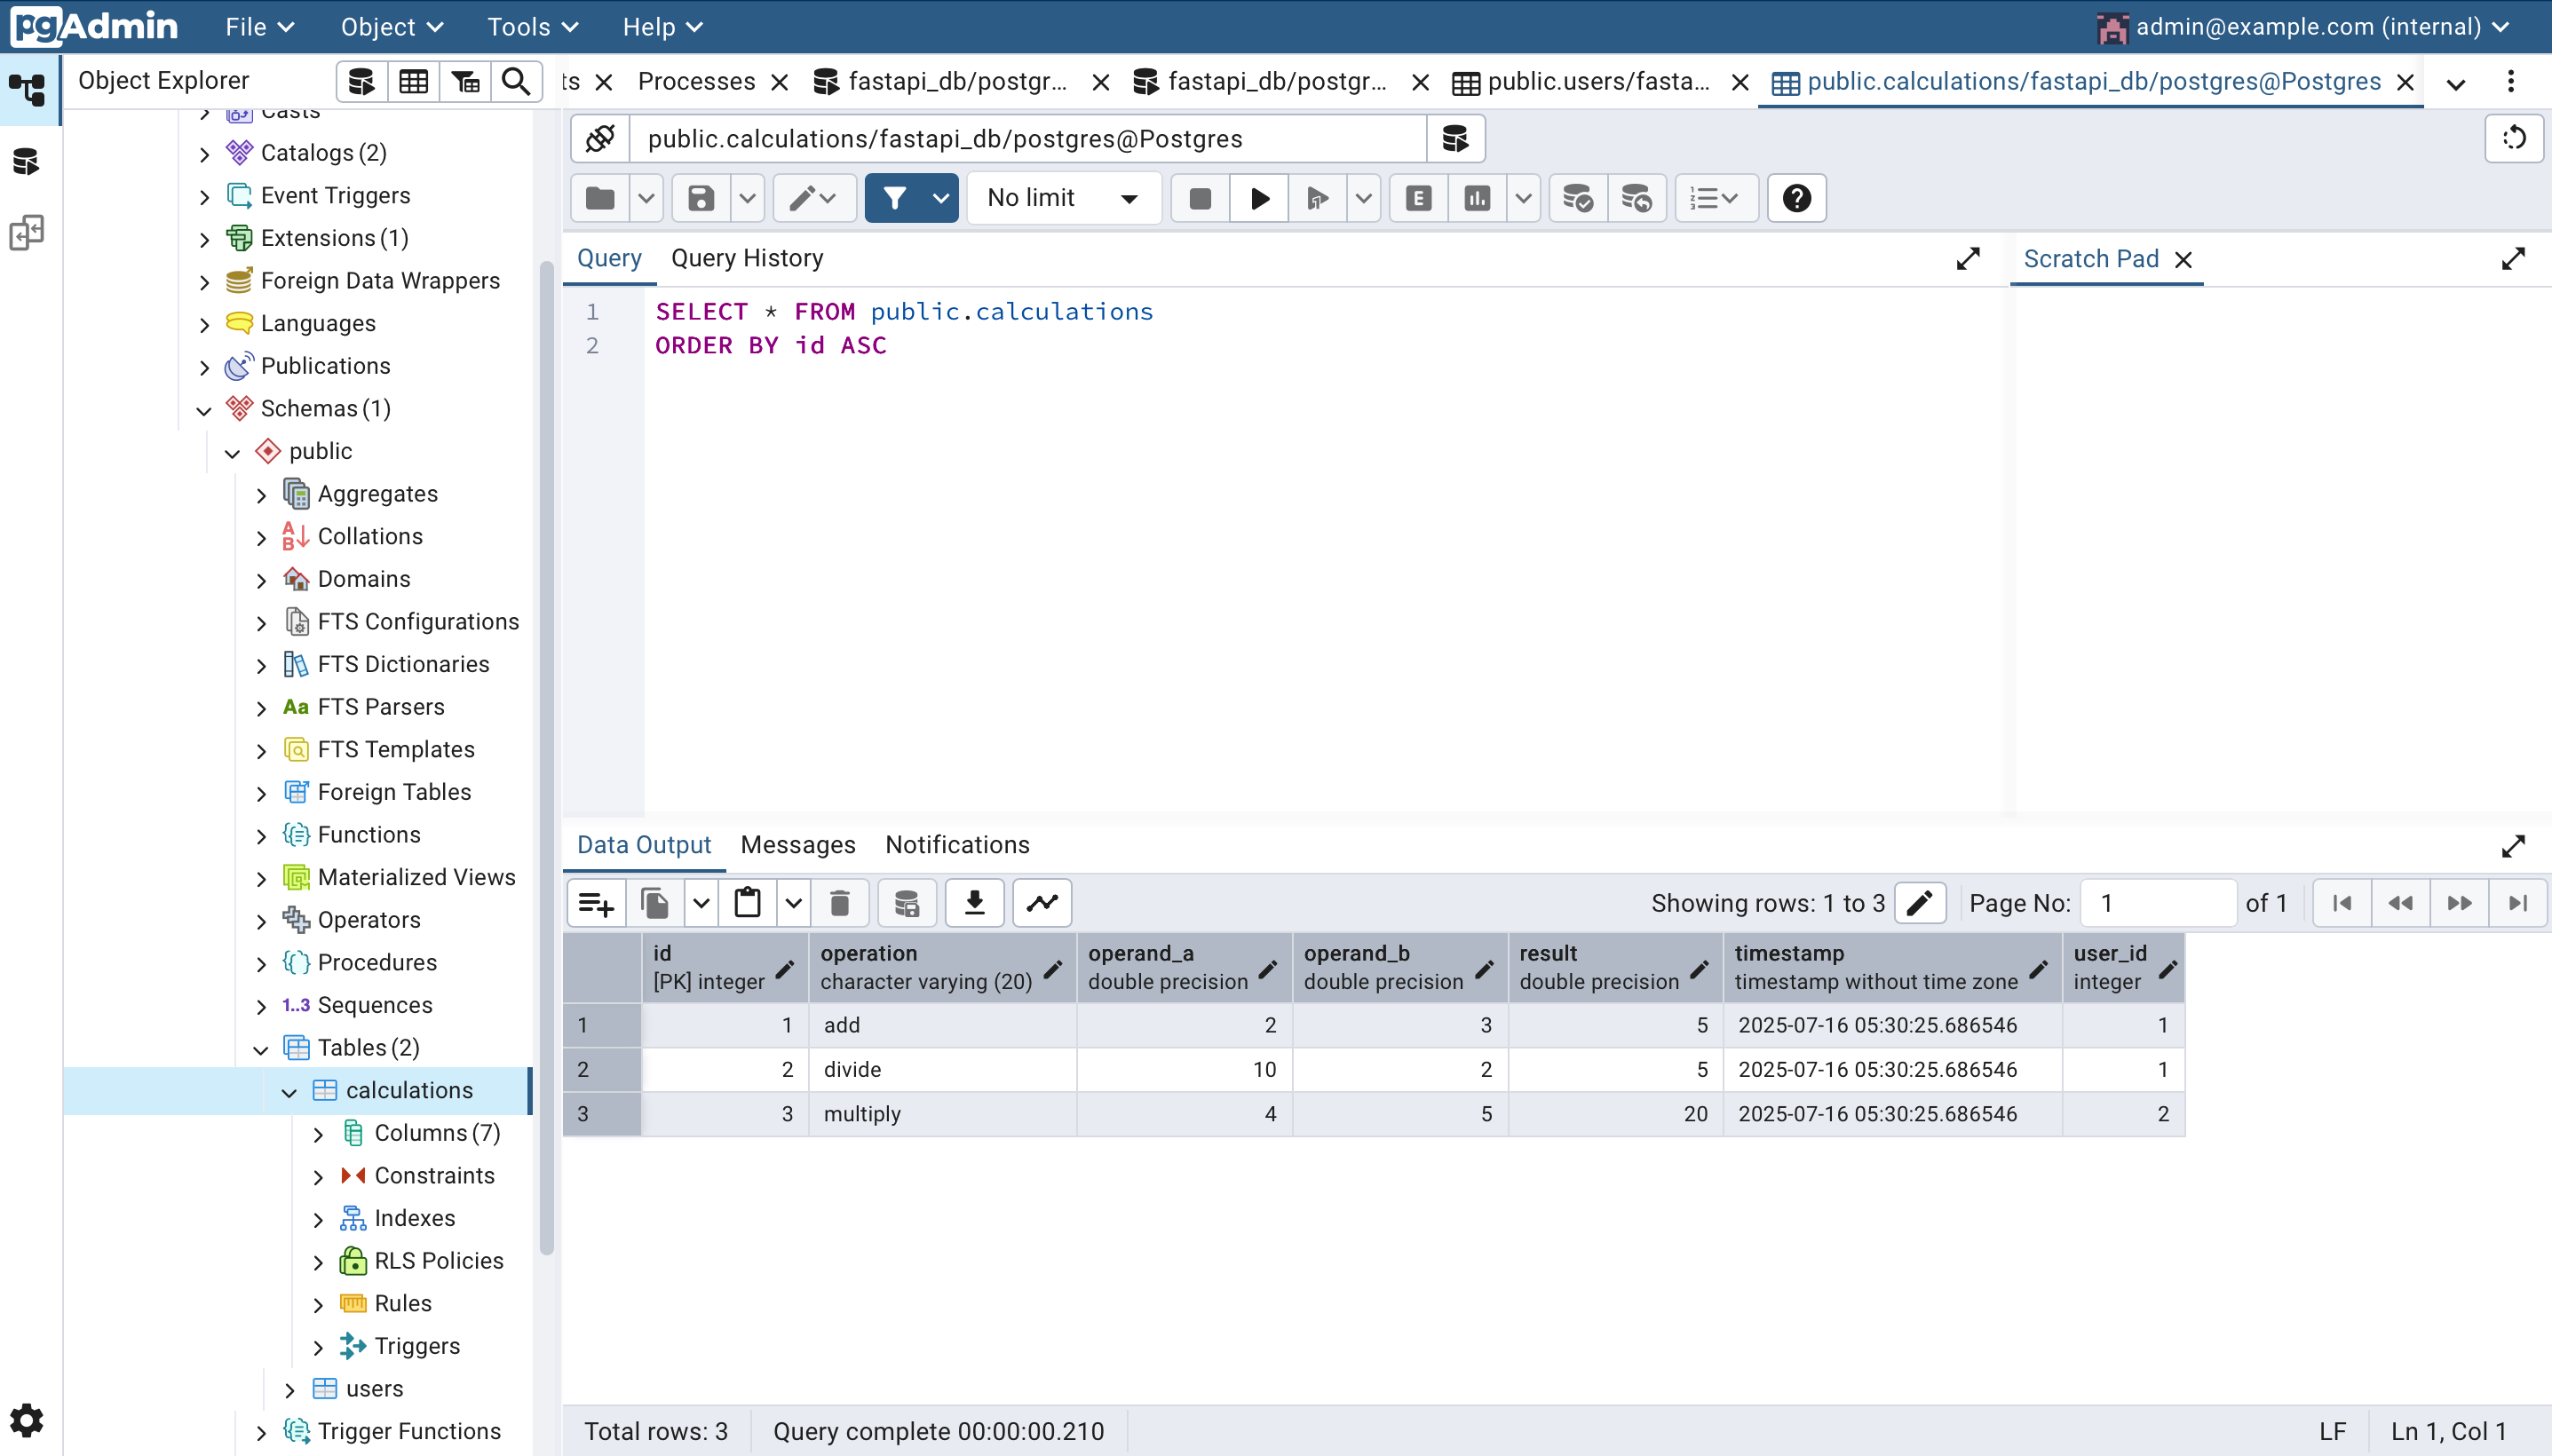 pgAdmin File Object Tools Help admin@example.com (internal)
Object Explorer
ts Processes fastapi_db/postgr... fastapi_db/postgr... public.users/fasta... public.calculations/fastapi_db/postgres@Postgres
public.calculations/fastapi_db/postgres@Postgres
No limit
E
Query Query History
Scratch Pad
1 SELECT * FROM public.calculations
2 ORDER BY id ASC
Casts
Catalogs (2)
Event Triggers
Extensions (1)
Foreign Data Wrappers
Languages
Publications
Schemas (1)
public
Aggregates
Collations
Domains
FTS Configurations
FTS Dictionaries
Aa FTS Parsers
FTS Templates
Foreign Tables
Functions
Materialized Views
Operators
Procedures
1..3 Sequences
Tables (2)
calculations
Columns (7)
Constraints
Indexes
RLS Policies
Rules
Triggers
users
Trigger Functions
Data Output Messages Notifications
Showing rows: 1 to 3 Page No: 1 of 1
id operation operand_a operand_b result timestamp user_id
[PK] integer character varying (20) double precision double precision double precision timestamp without time zone integer
1 1 add 2 3 5 2025-07-16 05:30:25.686546 1
2 2 divide 10 2 5 2025-07-16 05:30:25.686546 1
3 3 multiply 4 5 20 2025-07-16 05:30:25.686546 2
Total rows: 3 Query complete 00:00:00.210 LF Ln 1, Col 1